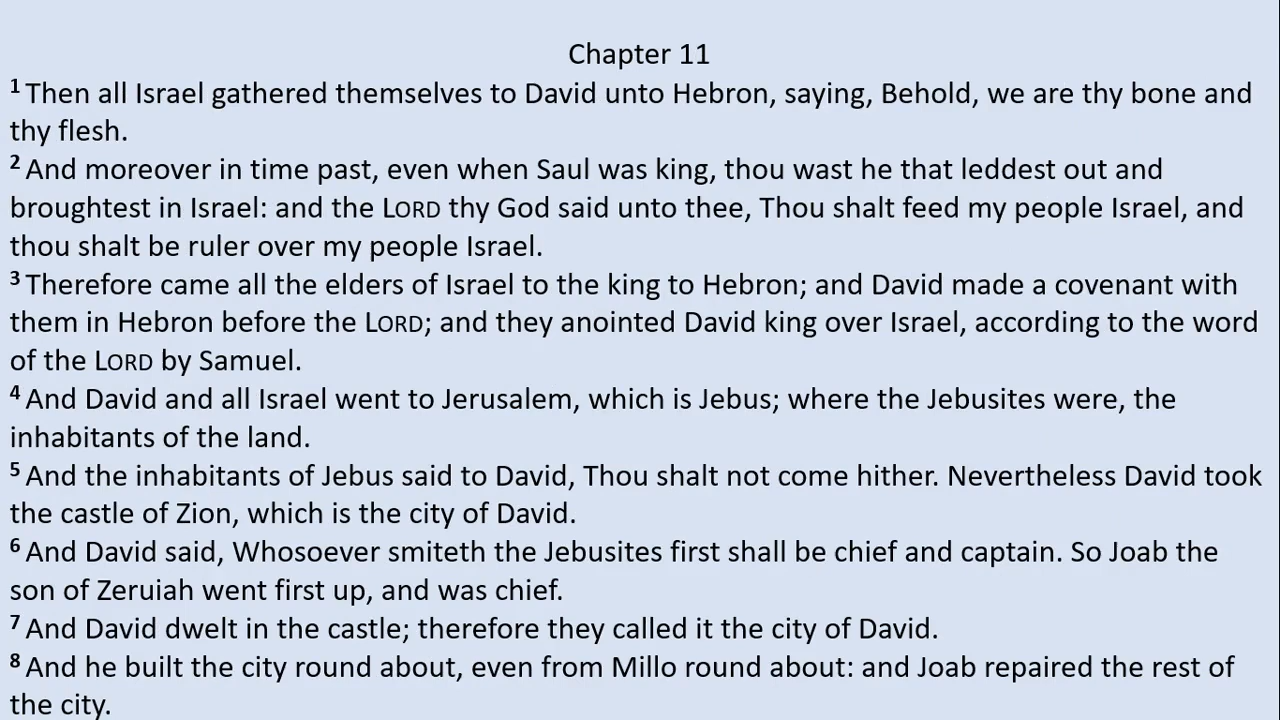 Chapter 11
1 Then all Israel gathered themselves to David unto Hebron, saying, Behold, we are thy bone and
thy flesh.
2 And moreover in time past, even when Saul was king, thou wast he that leddest out and
broughtest in Israel: and the LORD thy God said unto thee, Thou shalt feed my people Israel, and
thou shalt be ruler over my people Israel.
3 Therefore came all the elders of Israel to the king to Hebron; and David made a covenant with
them in Hebron before the LORD; and they anointed David king over Israel, according to the word
of the LORD by Samuel.
4 And David and all Israel went to Jerusalem, which is Jebus; where the Jebusites were, the
inhabitants of the land.
5 And the inhabitants of Jebus said to David, Thou shalt not come hither. Nevertheless David took
the castle of Zion, which is the city of David.
6 And David said, Whosoever smiteth the Jebusites first shall be chief and captain. So Joab the
son of Zeruiah went first up, and was chief.
7 And David dwelt in the castle; therefore they called it the city of David.
8 And he built the city round about, even from Millo round about: and Joab repaired the rest of
the city.